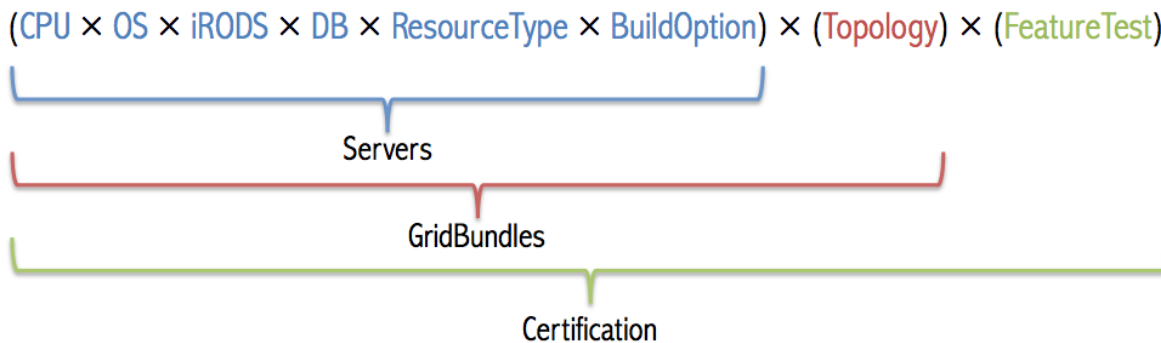 (CPU × OS × iRODS × DB × ResourceType × BuildOption) × (Topology) × (FeatureTest)
Servers
GridBundles
Certification